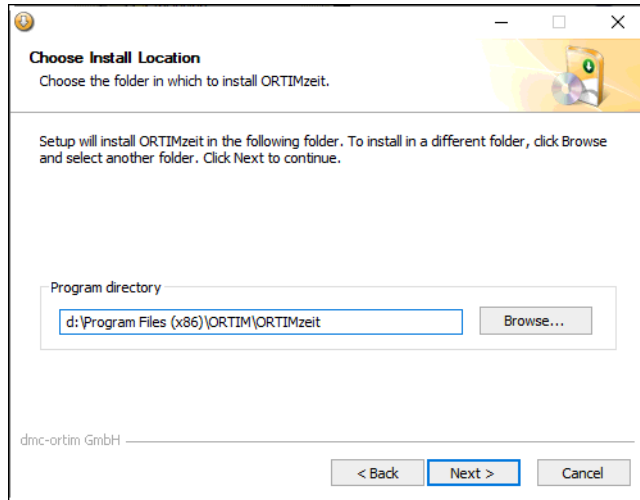 Choose Install Location
Choose the folder in which to install ORTIMzeit.
Setup will install ORTIMzeit in the following folder. To install in a different folder, click Browse
and select another folder. Click Next to continue.
Program directory
d:\Program Files (x86)\ORTIM\ORTIMzeit
Browse...
dmc-ortim GmbH
< Back
Next >
Cancel